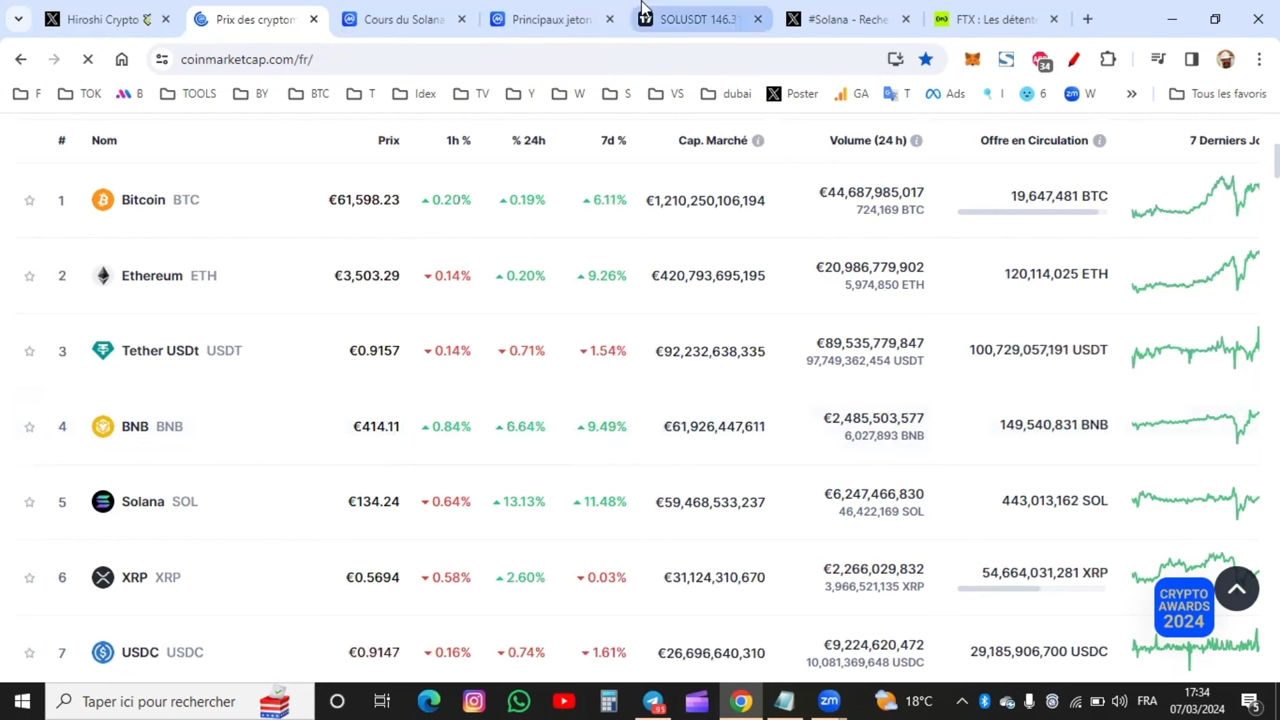 Hiroshi Crypto
Prix des cryptom
Cours du Solana
Principaux jeton
SOLUSDT 146.3
#Solana - Reche
FTX : Les détent
coinmarketcap.com/fr/
34
F
TOK
B
TOOLS
BY
BTC
T
Idex
TV
Y
W
S
VS
dubai
Poster
GA
T
Ads
I
6
W
Tous les favoris
# Nom Prix 1h % % 24h 7d % Cap. Marché Volume (24 h) Offre en Circulation 7 Derniers Jo
1 Bitcoin BTC €61,598.23 0.20% 0.19% 6.11% €1,210,250,106,194 €44,687,985,017 19,647,481 BTC
724,169 BTC
2 Ethereum ETH €3,503.29 0.14% 0.20% 9.26% €420,793,695,195 €20,986,779,902 120,114,025 ETH
5,974,850 ETH
3 Tether USDt USDT €0.9157 0.14% 0.71% 1.54% €92,232,638,335 €89,535,779,847 100,729,057,191 USDT
97,749,362,454 USDT
4 BNB BNB €414.11 0.84% 6.64% 9.49% €61,926,447,611 €2,485,503,577 149,540,831 BNB
6,027,893 BNB
5 Solana SOL €134.24 0.64% 13.13% 11.48% €59,468,533,237 €6,247,466,830 443,013,162 SOL
46,422,169 SOL
6 XRP XRP €0.5694 0.58% 2.60% 0.03% €31,124,310,670 €2,266,029,832 54,664,031,281 XRP
3,966,521,135 XRP
CRYPTO
AWARDS
2024
7 USDC USDC €0.9147 0.16% 0.74% 1.61% €26,696,640,310 €9,224,620,472 29,185,906,700 USDC
10,081,369,648 USDC
Taper ici pour rechercher
18°C
FRA
17:34
07/03/2024